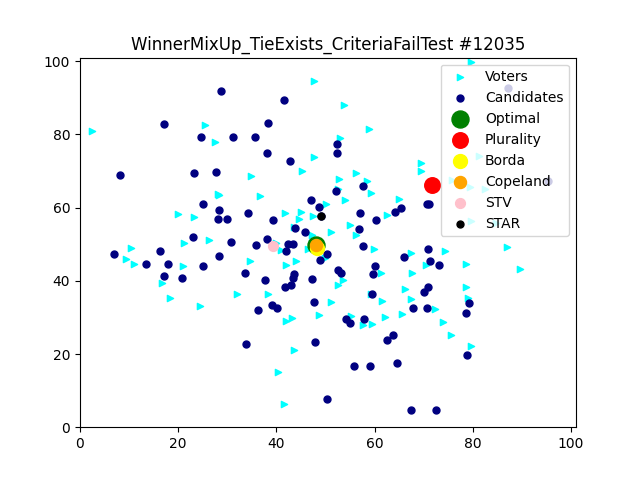 WinnerMixUp_TieExists_CriteriaFailTest #12035
100
80
60
40
20
0
0 20 40 60 80 100
Voters
Candidates
Optimal
Plurality
Borda
Copeland
STV
STAR